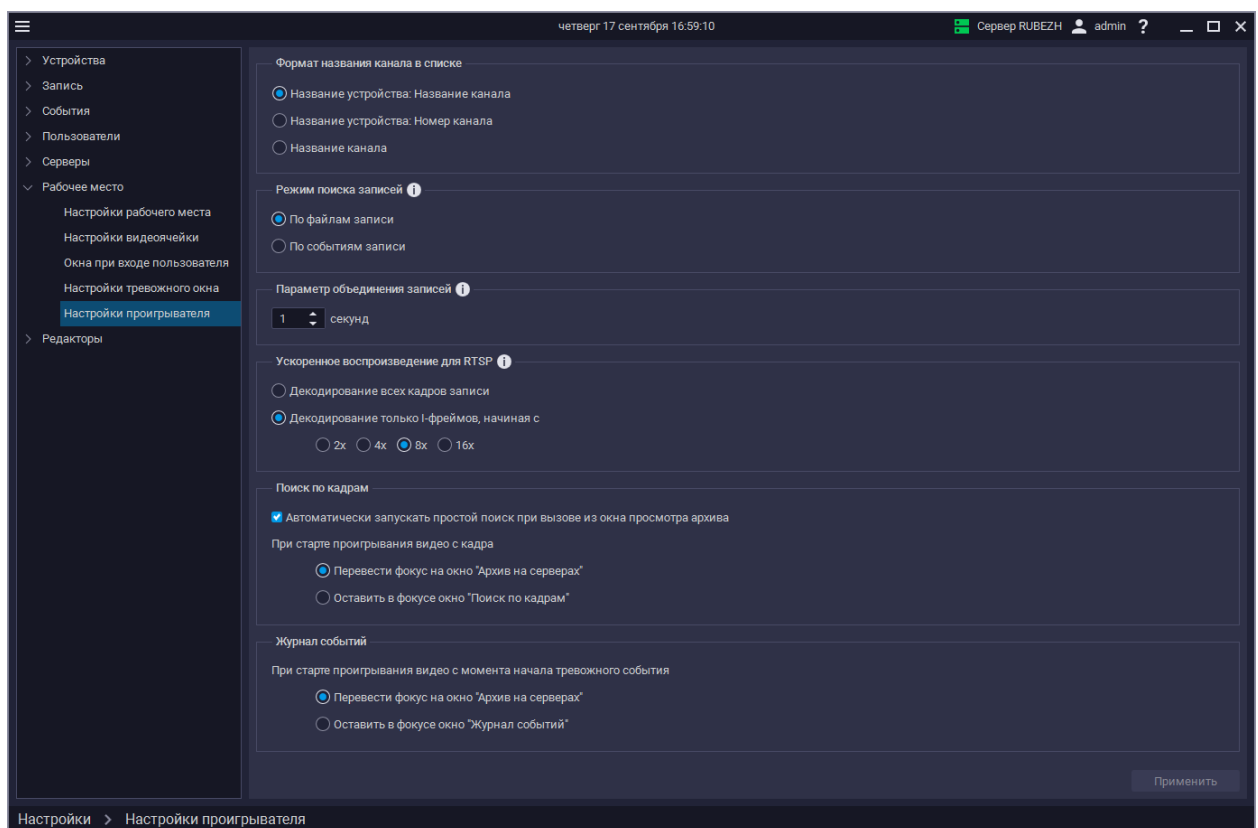 четверг 17 сентября 16:59:10
Сервер RUBEZH admin ?
Устройства
Запись
События
Пользователи
Серверы
Рабочее место
Настройки рабочего места
Настройки видеоячейки
Окна при входе пользователя
Настройки тревожного окна
Настройки проигрывателя
Редакторы
Формат названия канала в списке
Название устройства: Название канала
Название устройства: Номер канала
Название канала
Режим поиска записей
По файлам записи
По событиям записи
Параметр объединения записей
1 секунд
Ускоренное воспроизведение для RTSP
Декодирование всех кадров записи
Декодирование только I-фреймов, начиная с
2x 4x 8x 16x
Поиск по кадрам
Автоматически запускать простой поиск при вызове из окна просмотра архива
При старте проигрывания видео с кадра
Перевести фокус на окно "Архив на серверах"
Оставить в фокусе окно "Поиск по кадрам"
Журнал событий
При старте проигрывания видео с момента начала тревожного события
Перевести фокус на окно "Архив на серверах"
Оставить в фокусе окно "Журнал событий"
Применить
Настройки > Настройки проигрывателя